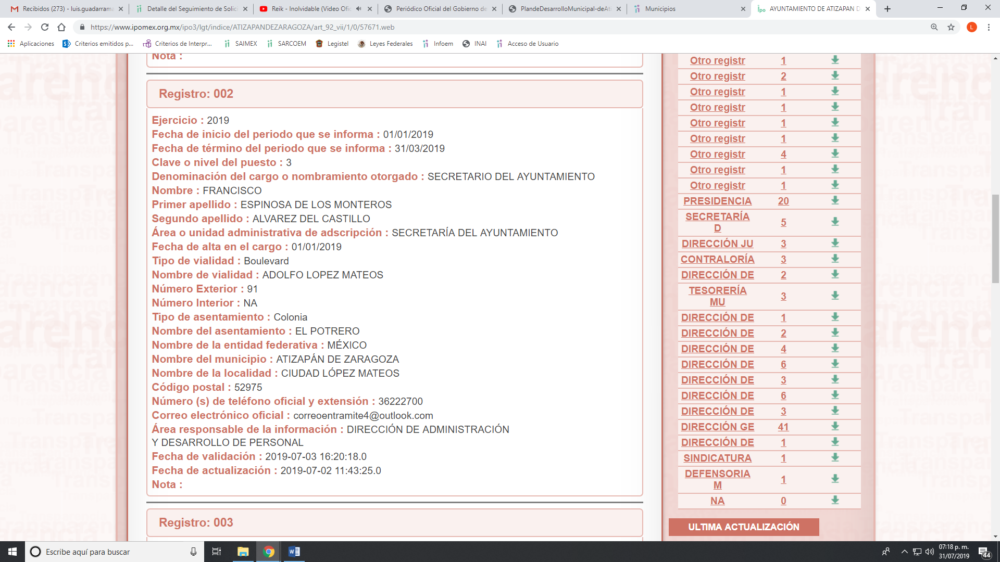 Recibidos (273) - luis.guadarrama
Detalle del Seguimiento de Solici
Reik - Inolvidable (Video Ofic
Periódico Oficial del Gobierno de
PlandeDesarrolloMunicipal-deAti
Municipios
AYUNTAMIENTO DE ATIZAPAN D
https://www.ipomex.org.mx/ipo3/lgt/indice/ATIZAPANDEZARAGOZA/art_92_vii/1/0/57671.web
L
Aplicaciones
Criterios emitidos p...
Criterios de Interpr...
SAIMEX
SARCOEM
Legistel
Leyes Federales
Infoem
INAI
Acceso de Usuario
Nota :
Registro: 002
Ejercicio : 2019
Fecha de inicio del periodo que se informa : 01/01/2019
Fecha de término del periodo que se informa : 31/03/2019
Clave o nivel del puesto : 3
Denominación del cargo o nombramiento otorgado : SECRETARIO DEL AYUNTAMIENTO
Nombre : FRANCISCO
Primer apellido : ESPINOSA DE LOS MONTEROS
Segundo apellido : ALVAREZ DEL CASTILLO
Área o unidad administrativa de adscripción : SECRETARÍA DEL AYUNTAMIENTO
Fecha de alta en el cargo : 01/01/2019
Tipo de vialidad : Boulevard
Nombre de vialidad : ADOLFO LOPEZ MATEOS
Número Exterior : 91
Número Interior : NA
Tipo de asentamiento : Colonia
Nombre del asentamiento : EL POTRERO
Nombre de la entidad federativa : MÉXICO
Nombre del municipio : ATIZAPÁN DE ZARAGOZA
Nombre de la localidad : CIUDAD LÓPEZ MATEOS
Código postal : 52975
Número (s) de teléfono oficial y extensión : 36222700
Correo electrónico oficial : correoentramite4@outlook.com
Área responsable de la información : DIRECCIÓN DE ADMINISTRACIÓN
Y DESARROLLO DE PERSONAL
Fecha de validación : 2019-07-03 16:20:18.0
Fecha de actualización : 2019-07-02 11:43:25.0
Nota :
Registro: 003
Otro registr 1
Otro registr 2
Otro registr 1
Otro registr 1
Otro registr 1
Otro registr 1
Otro registr 4
Otro registr 1
Otro registr 1
PRESIDENCIA 20
SECRETARÍA
D 5
DIRECCIÓN JU 3
CONTRALORÍA 3
DIRECCIÓN DE 2
TESORERÍA
MU 3
DIRECCIÓN DE 1
DIRECCIÓN DE 2
DIRECCIÓN DE 4
DIRECCIÓN DE 6
DIRECCIÓN DE 3
DIRECCIÓN DE 6
DIRECCIÓN DE 3
DIRECCIÓN GE 41
DIRECCIÓN DE 1
SINDICATURA 1
DEFENSORIA
M 1
NA 0
ULTIMA ACTUALIZACIÓN
Escribe aquí para buscar
07:18 p. m.
31/07/2019
44